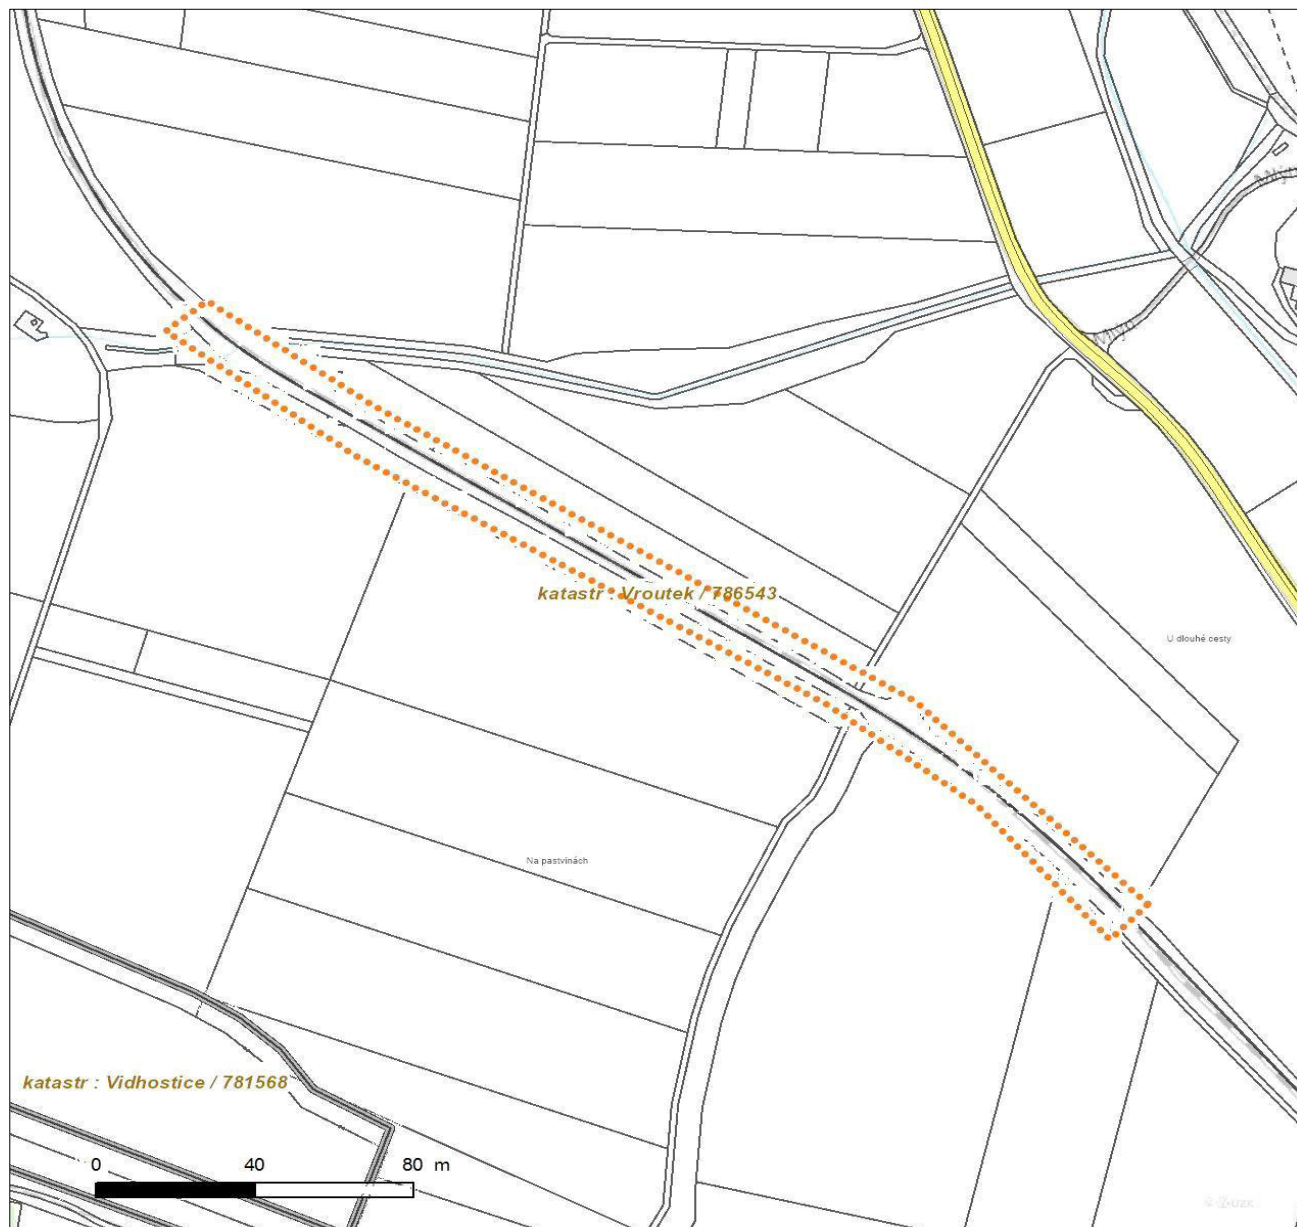 katastr : Vroutek / 786543
U dlouhé cesty
Na pastvinách
katastr : Vidhostice / 781568
0 40 80 m